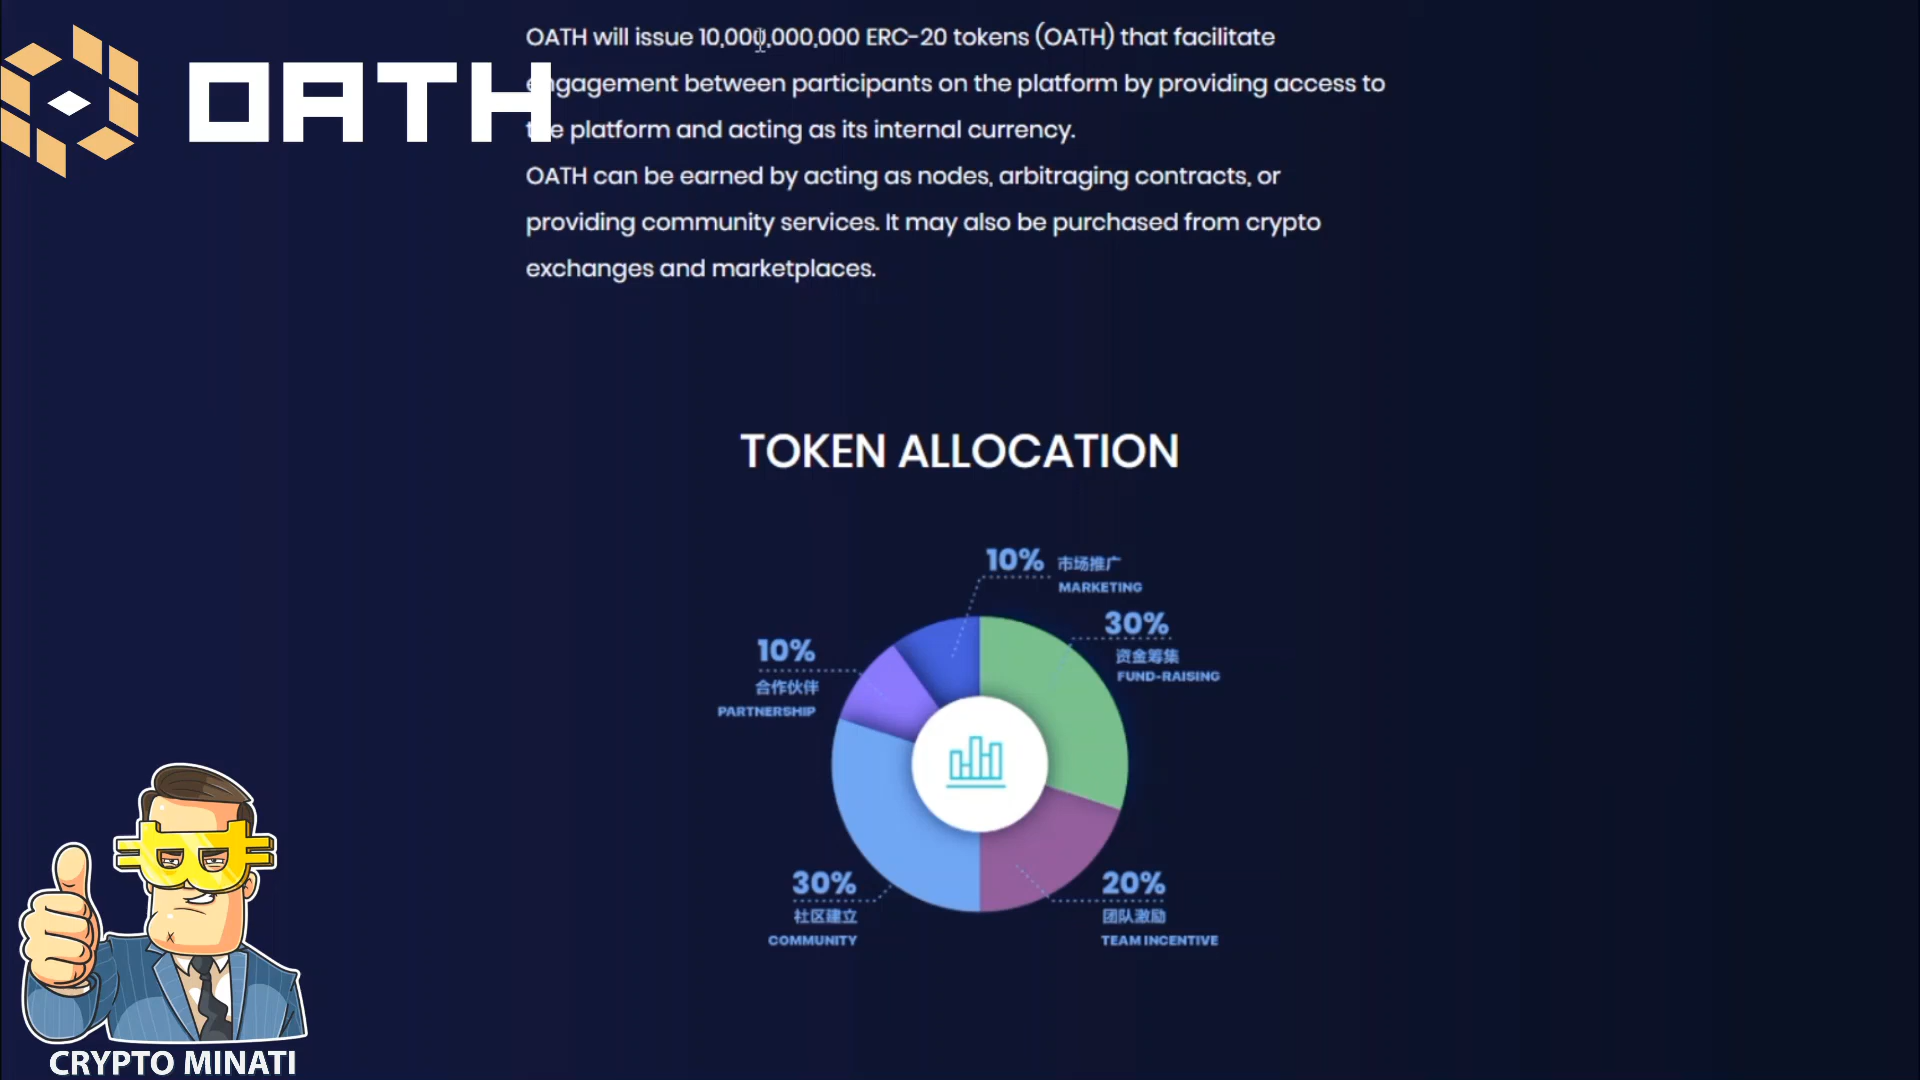 OATH
OATH will issue 10,000,000,000 ERC-20 tokens (OATH) that facilitate
engagement between participants on the platform by providing access to
the platform and acting as its internal currency.
OATH can be earned by acting as nodes, arbitraging contracts, or
providing community services. It may also be purchased from crypto
exchanges and marketplaces.
TOKEN ALLOCATION
10% 市场推广
MARKETING
30%
资金筹集
FUND-RAISING
10%
合作伙伴
PARTNERSHIP
30%
社区建立
COMMUNITY
20%
团队激励
TEAM INCENTIVE
CRYPTO MINATI